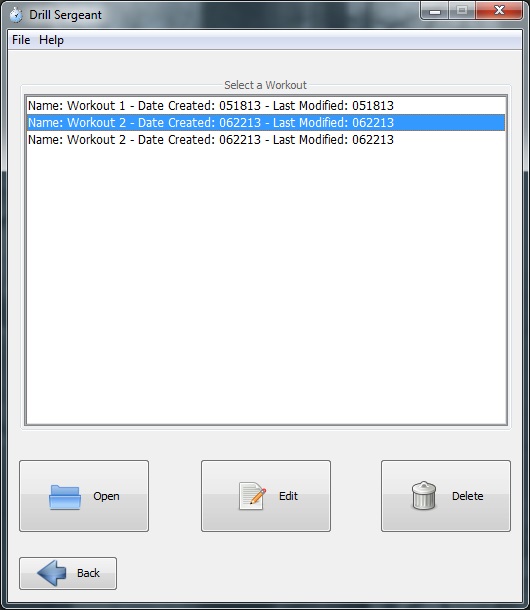 Drill Sergeant
File Help
Select a Workout
Name: Workout 1 - Date Created: 051813 - Last Modified: 051813
Name: Workout 2 - Date Created: 062213 - Last Modified: 062213
Name: Workout 2 - Date Created: 062213 - Last Modified: 062213
Open Edit Delete
Back